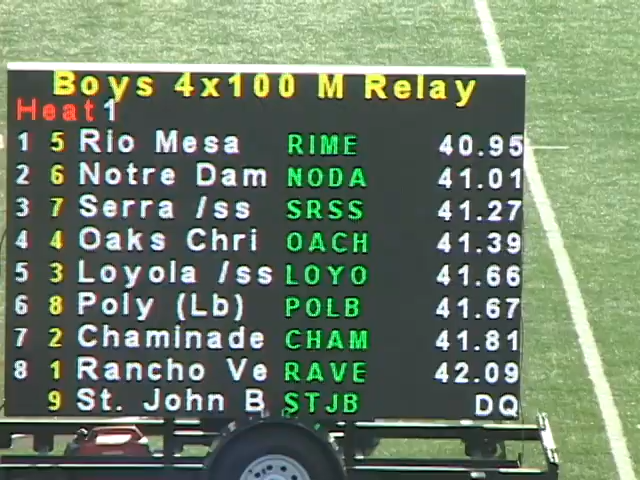 Boys 4x100 M Relay
Heat 1
1 5 Rio Mesa RIME 40.95
2 6 Notre Dam NODA 41.01
3 7 Serra /ss SRSS 41.27
4 4 Oaks Chri OACH 41.39
5 3 Loyola /ss LOYO 41.66
6 8 Poly (Lb) POLB 41.67
7 2 Chaminade CHAM 41.81
8 1 Rancho Ve RAVE 42.09
9 St. John B STJB DQ